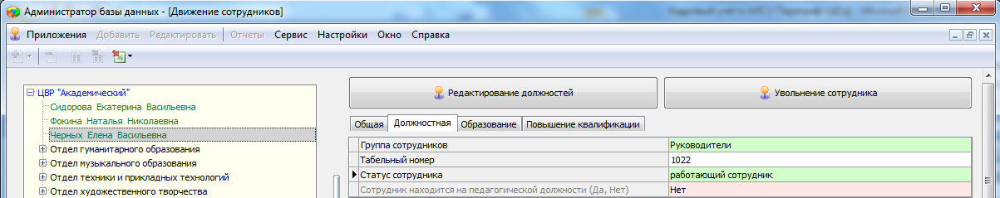 Администратор базы данных - [Движение сотрудников]
Приложения Добавить Редактировать Отчеты Сервис Настройки Окно Справка
ЦВР "Академический"
Сидорова Екатерина Васильевна
Фокина Наталья Николаевна
Черных Елена Васильевна
Отдел гуманитарного образования
Отдел музыкального образования
Отдел техники и прикладных технологий
Отдел художественного творчества
Редактирование должностей Увольнение сотрудника
Общая Должностная Образование Повышение квалификации
Группа сотрудников Руководители
Табельный номер 1022
Статус сотрудника работающий сотрудник
Сотрудник находится на педагогической должности (Да, Нет) Нет